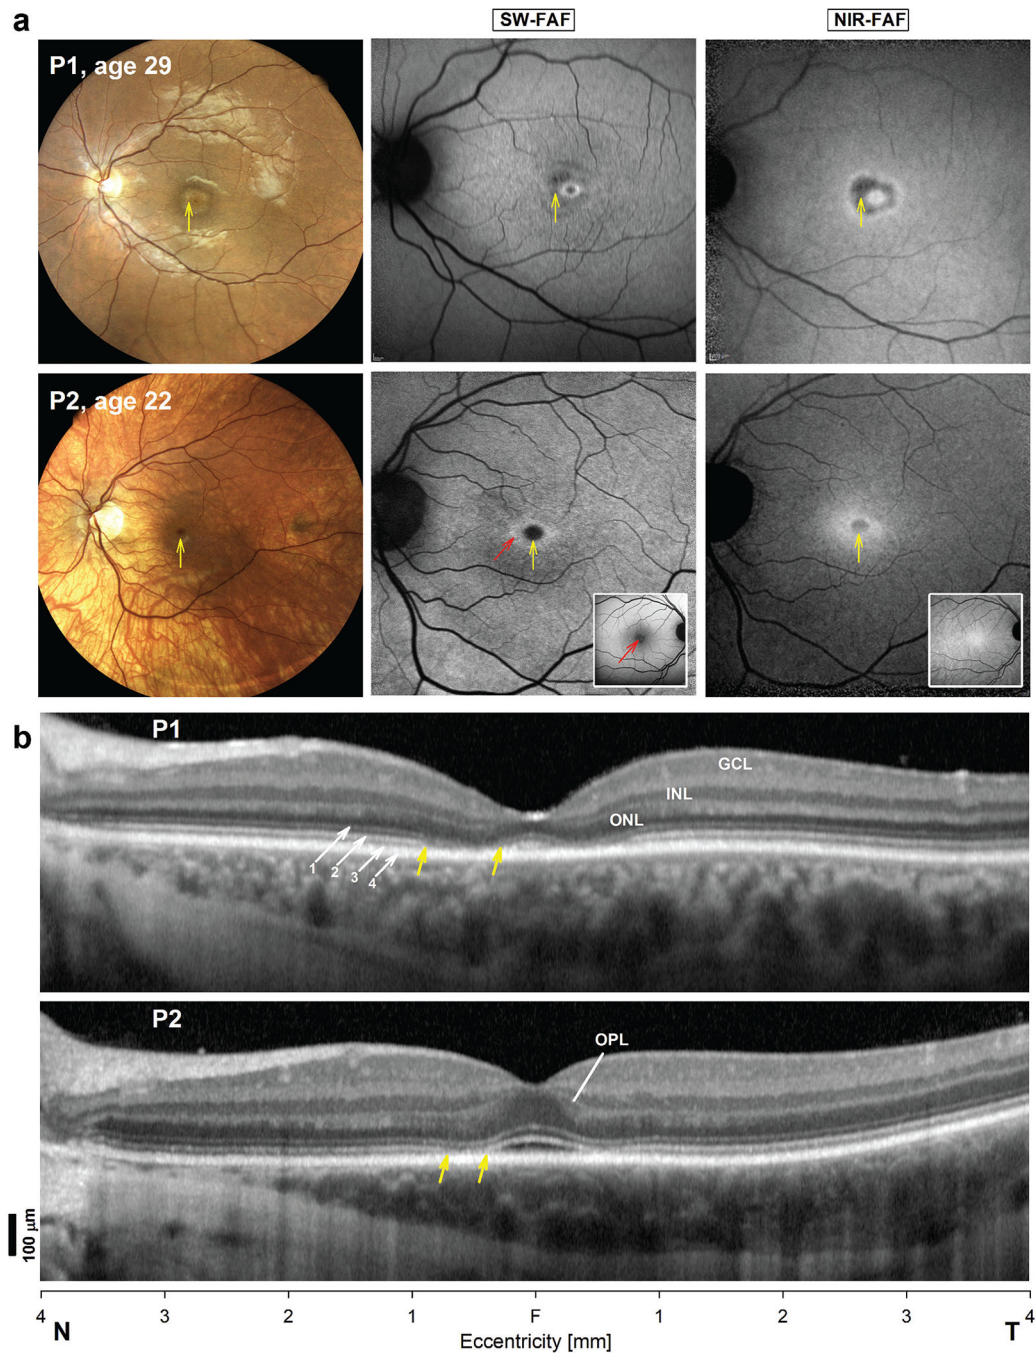 a
SW-FAF
NIR-FAF
P1, age 29
P2, age 22
b
P1
GCL
INL
ONL
1
2
3
4
P2
OPL
100 µm
4 3 2 1 F 1 2 3 4
N
T
Eccentricity [mm]